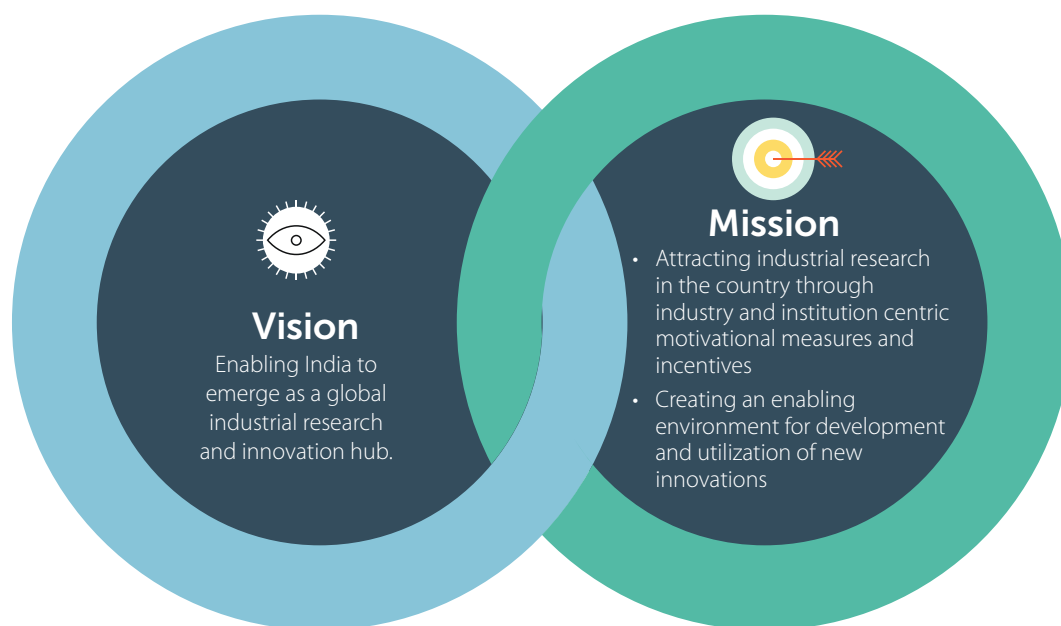 Vision
Enabling India to
emerge as a global
industrial research
and innovation hub.
Mission
• Attracting industrial research
in the country through
industry and institution centric
motivational measures and
incentives
• Creating an enabling
environment for development
and utilization of new
innovations